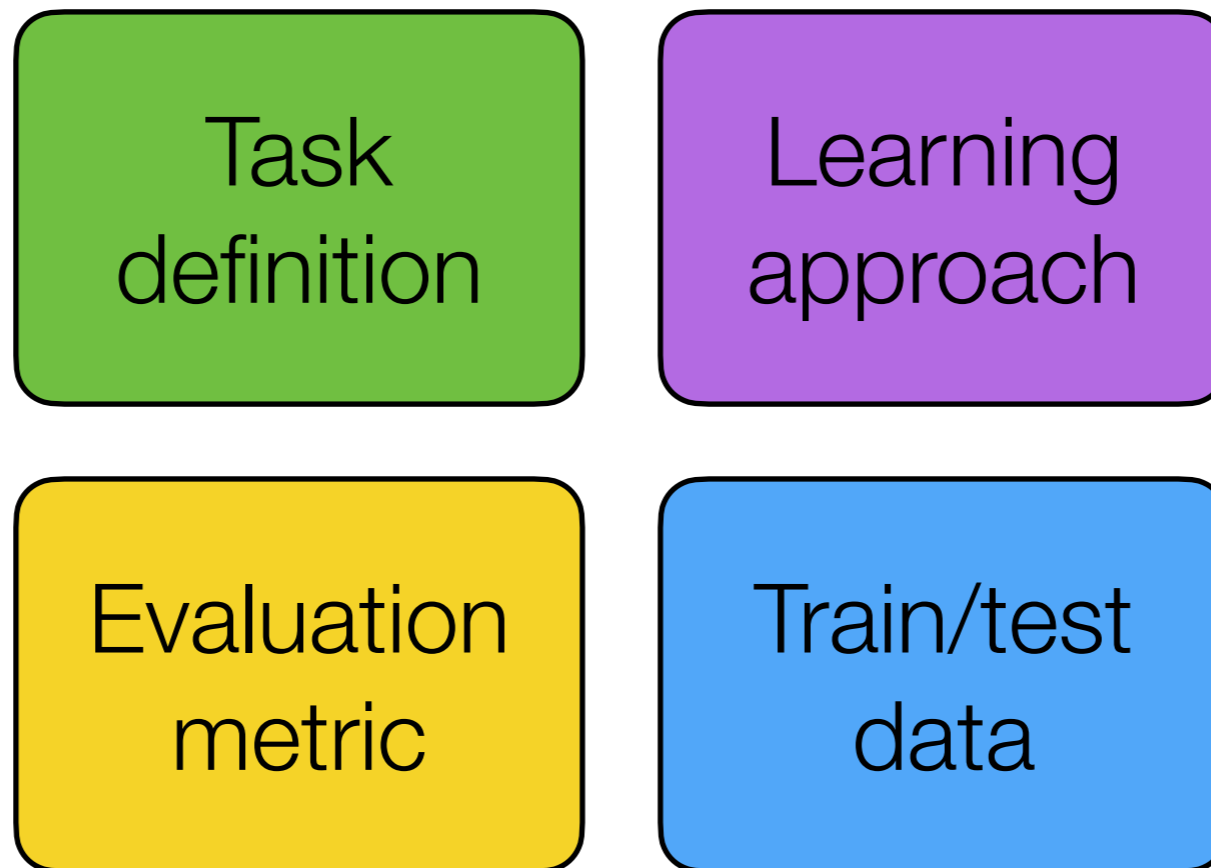 Task
definition
Learning
approach
Evaluation
metric
Train/test
data